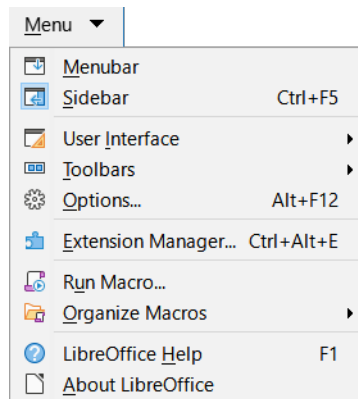 Menu
Menubar
Sidebar Ctrl+F5
User Interface
Toolbars
Options... Alt+F12
Extension Manager... Ctrl+Alt+E
Run Macro...
Organize Macros
LibreOffice Help F1
About LibreOffice